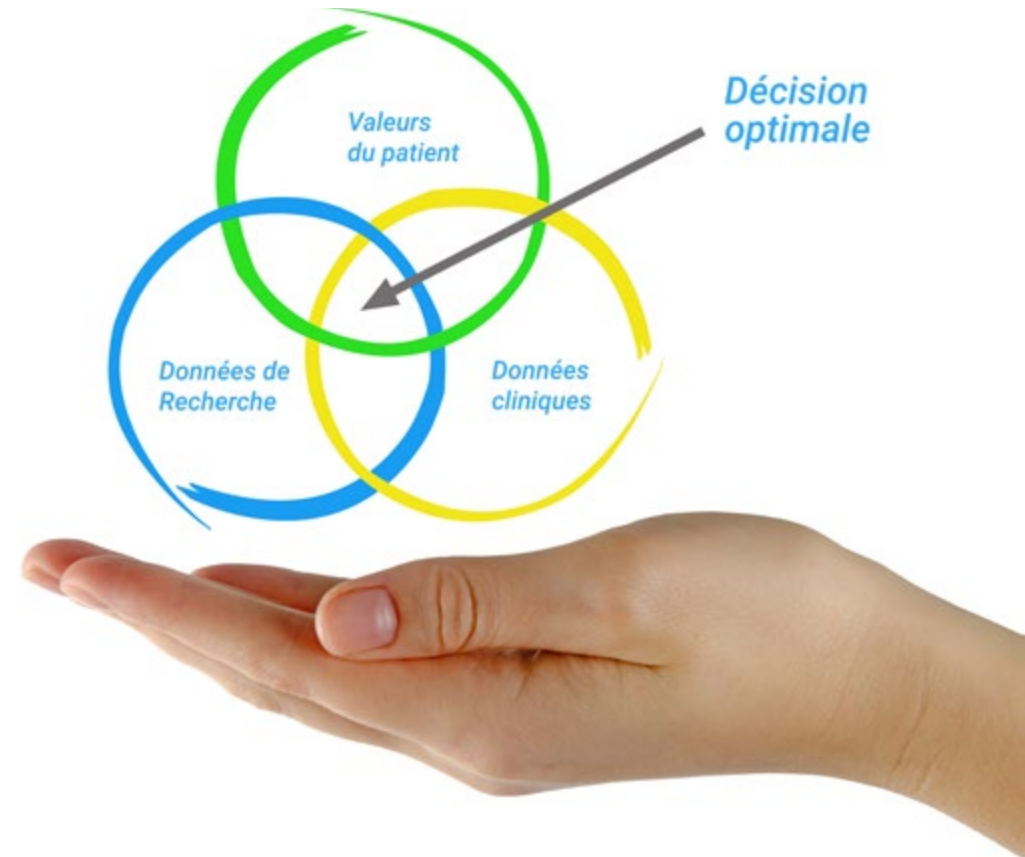 Valeurs
du patient
Décision
optimale
Données de
Recherche
Données
cliniques